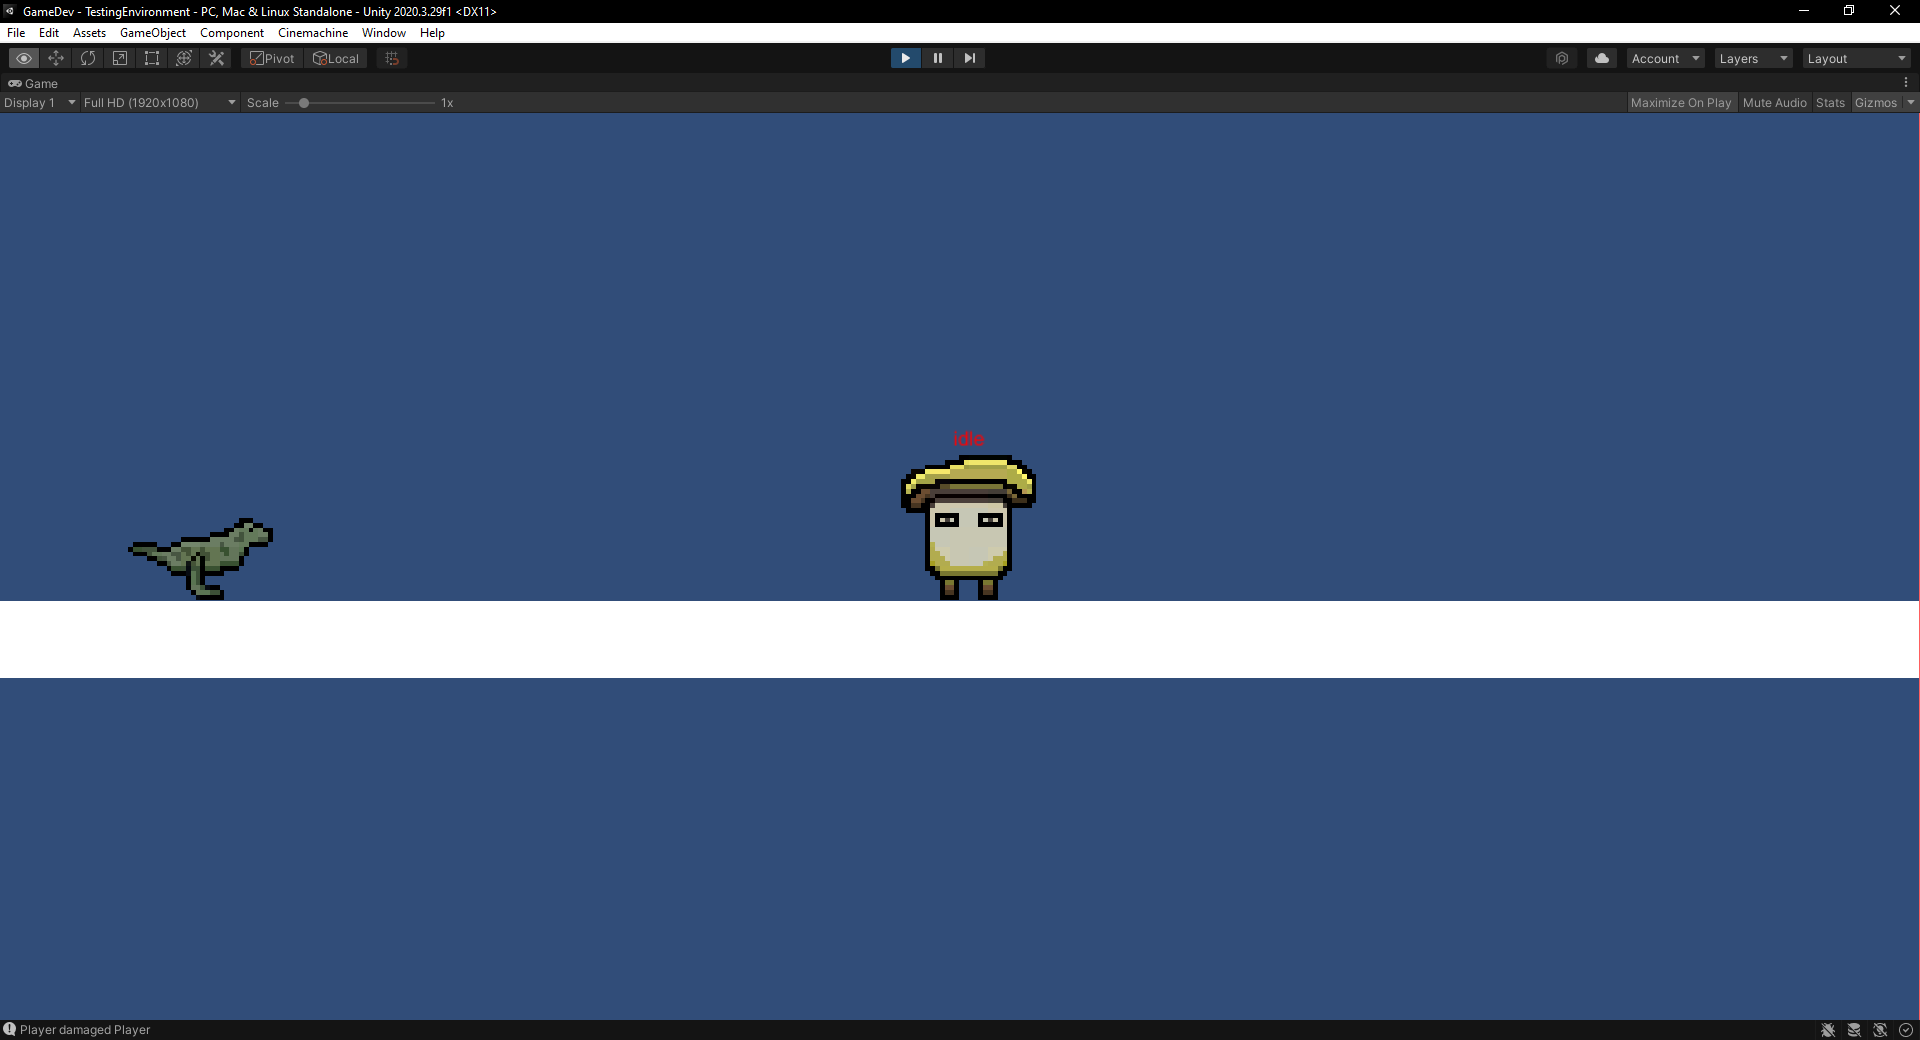 GameDev - TestingEnvironment - PC, Mac & Linux Standalone - Unity 2020.3.29f1 <DX11>
File Edit Assets GameObject Component Cinemachine Window Help
Pivot Local Account Layers Layout
Game
Display 1 Full HD (1920x1080) Scale 1x Maximize On Play Mute Audio Stats Gizmos
idle
Player damaged Player